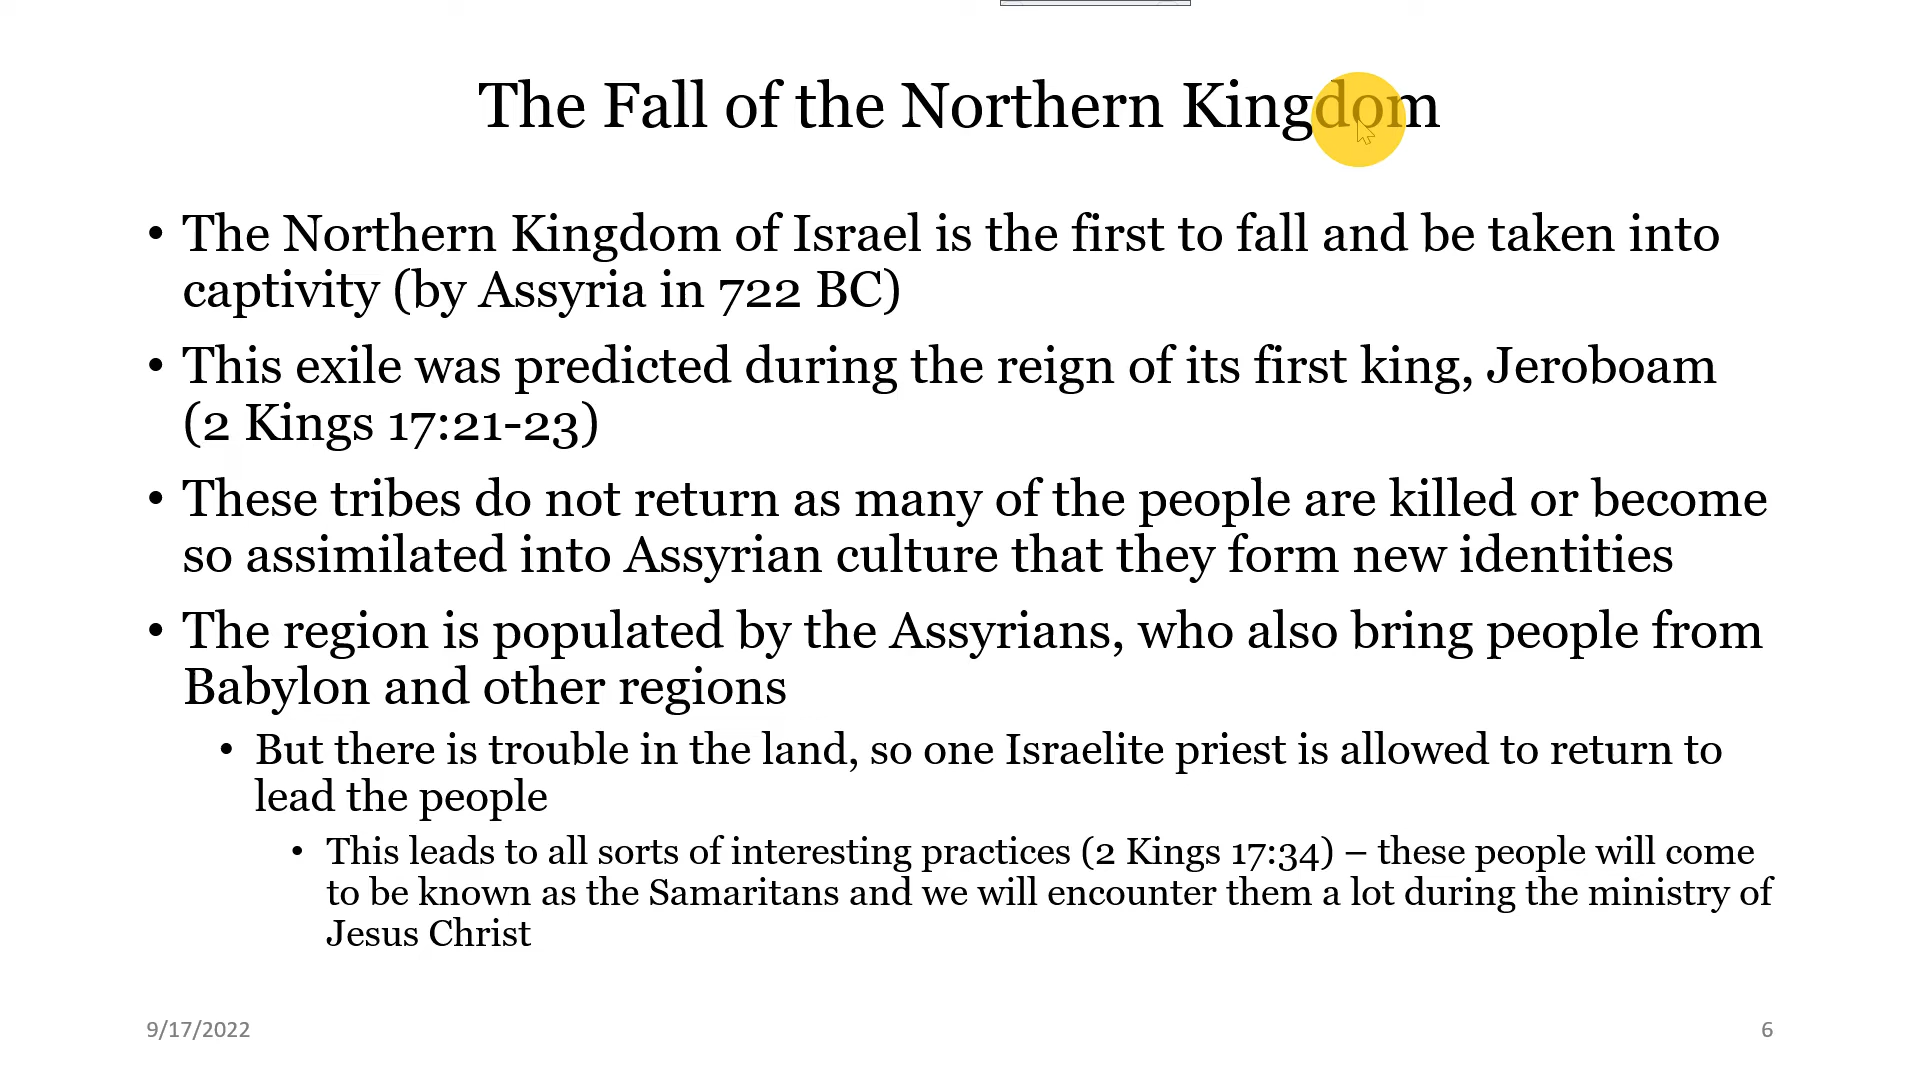 The Fall of the Northern Kingdom
• The Northern Kingdom of Israel is the first to fall and be taken into
captivity (by Assyria in 722 BC)
• This exile was predicted during the reign of its first king, Jeroboam
(2 Kings 17:21-23)
• These tribes do not return as many of the people are killed or become
so assimilated into Assyrian culture that they form new identities
• The region is populated by the Assyrians, who also bring people from
Babylon and other regions
• But there is trouble in the land, so one Israelite priest is allowed to return to
lead the people
• This leads to all sorts of interesting practices (2 Kings 17:34) – these people will come
to be known as the Samaritans and we will encounter them a lot during the ministry of
Jesus Christ
9/17/2022
6